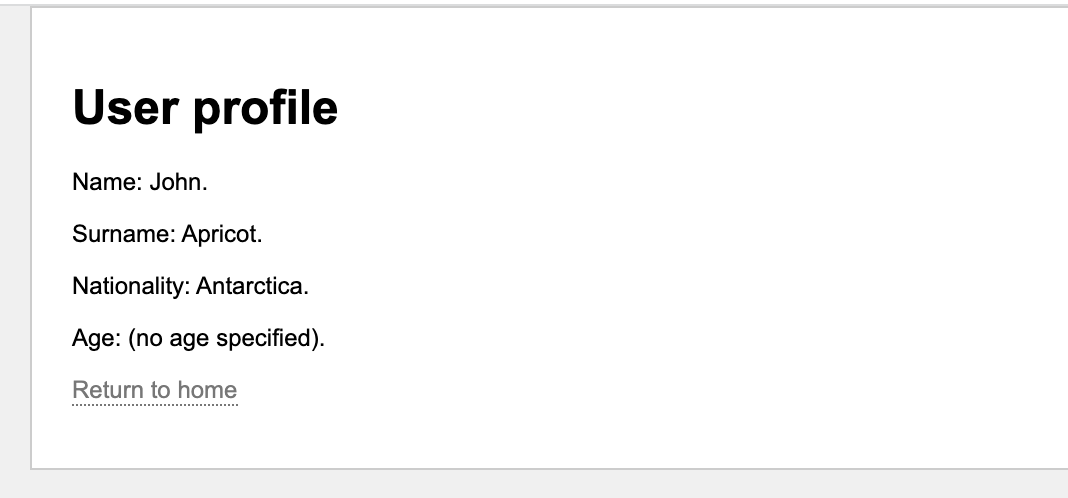 User profile
Name: John.
Surname: Apricot.
Nationality: Antarctica.
Age: (no age specified).
Return to home